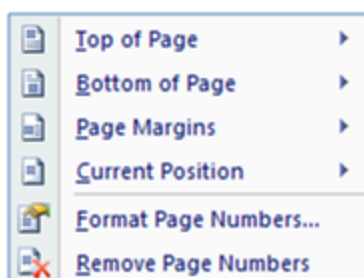 Top of Page
Bottom of Page
Page Margins
Current Position
Format Page Numbers...
Remove Page Numbers